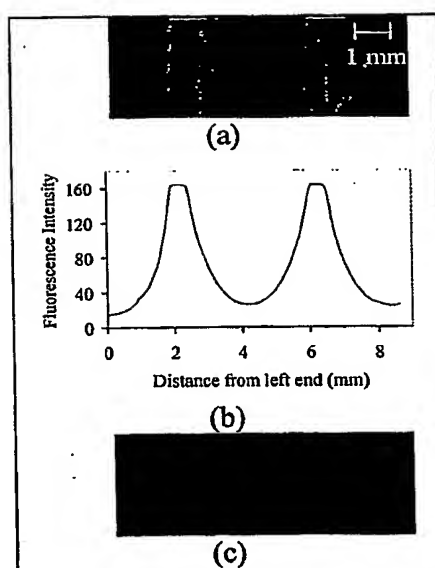 1 mm
(a)
Fluorescence Intensity
160
120
80
40
0
0 2 4 6 8
Distance from left end (mm)
(b)
(c)